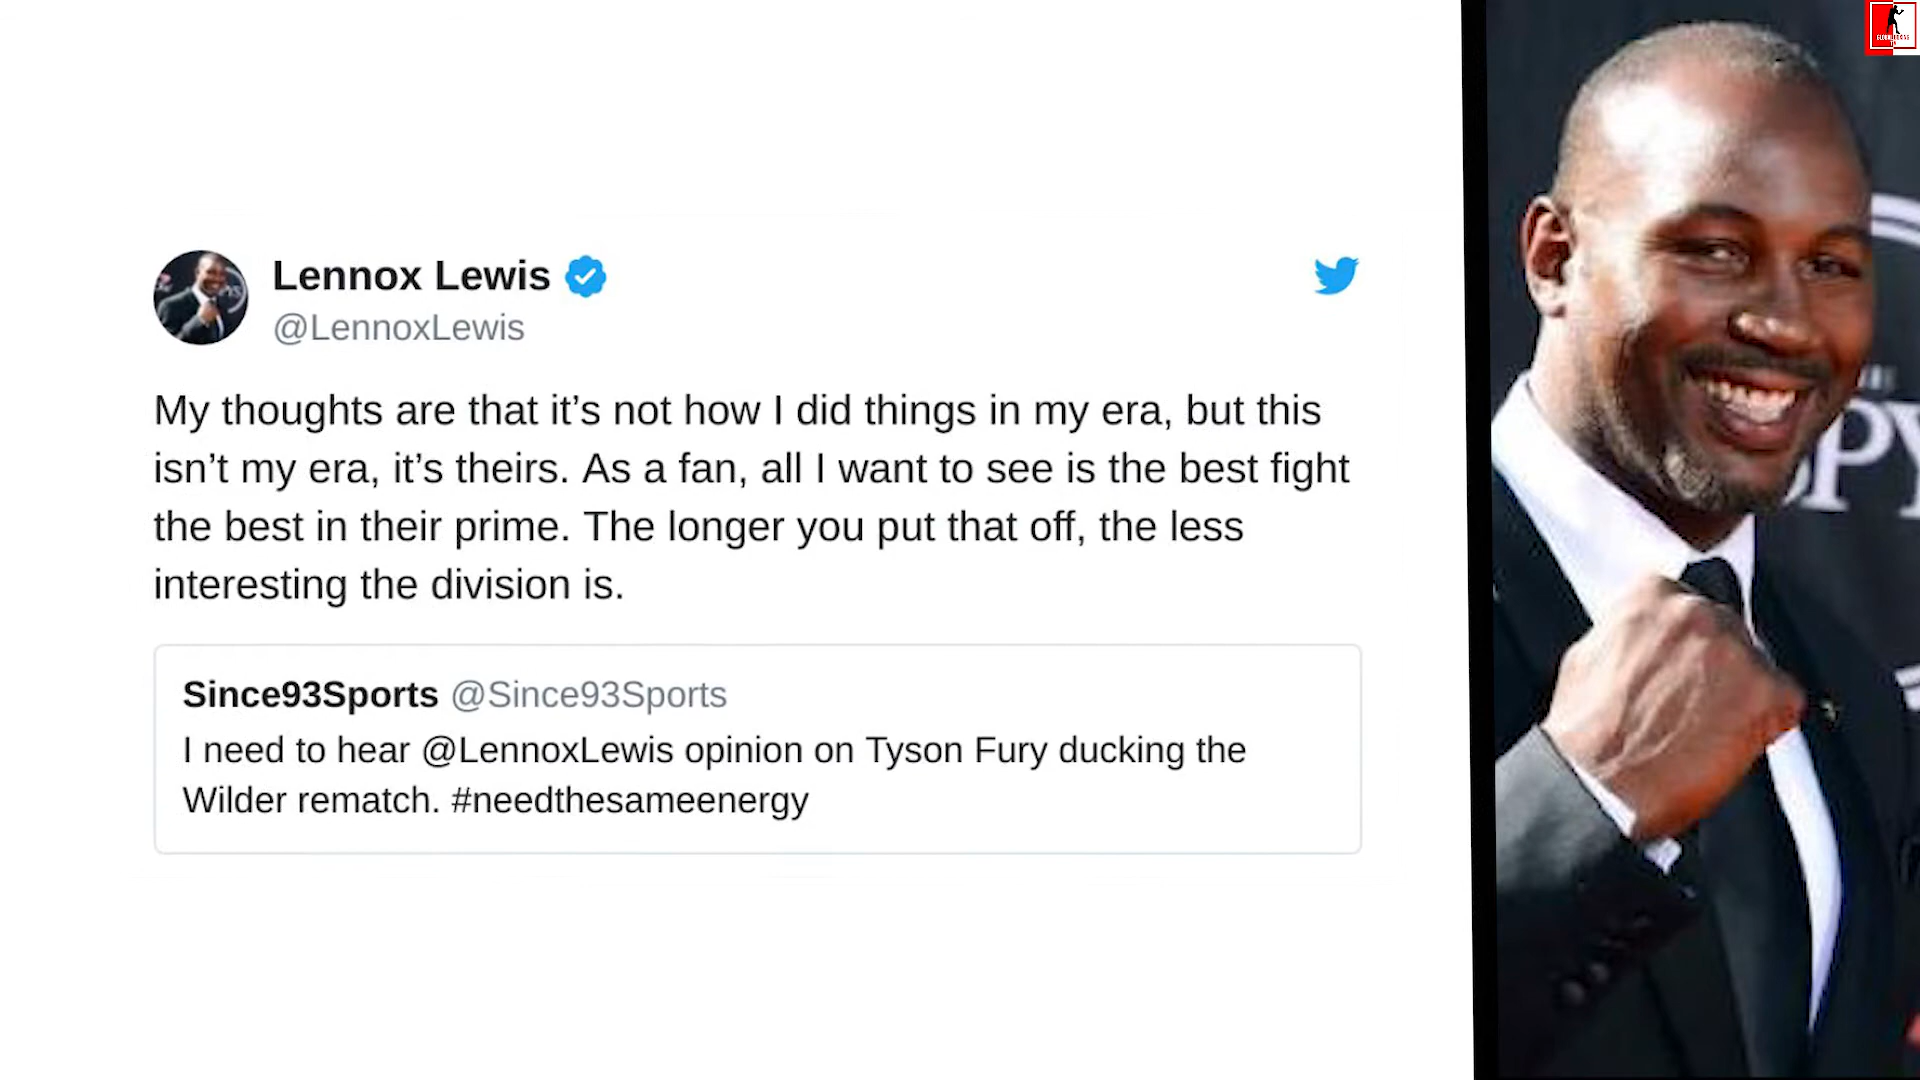 Lennox Lewis
@LennoxLewis
My thoughts are that it’s not how I did things in my era, but this
isn’t my era, it’s theirs. As a fan, all I want to see is the best fight
the best in their prime. The longer you put that off, the less
interesting the division is.
Since93Sports @Since93Sports
I need to hear @LennoxLewis opinion on Tyson Fury ducking the
Wilder rematch. #needthesameenergy